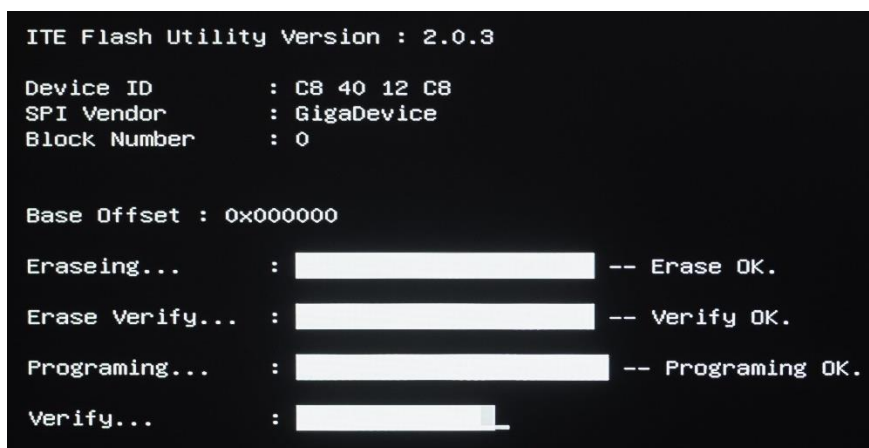 ITE Flash Utility Version : 2.0.3
Device ID : C8 40 12 C8
SPI Vendor : GigaDevice
Block Number : 0
Base Offset : 0x000000
Eraseing... : -- Erase OK.
Erase Verify... : -- Verify OK.
Programing... : -- Programing OK.
Verify... :